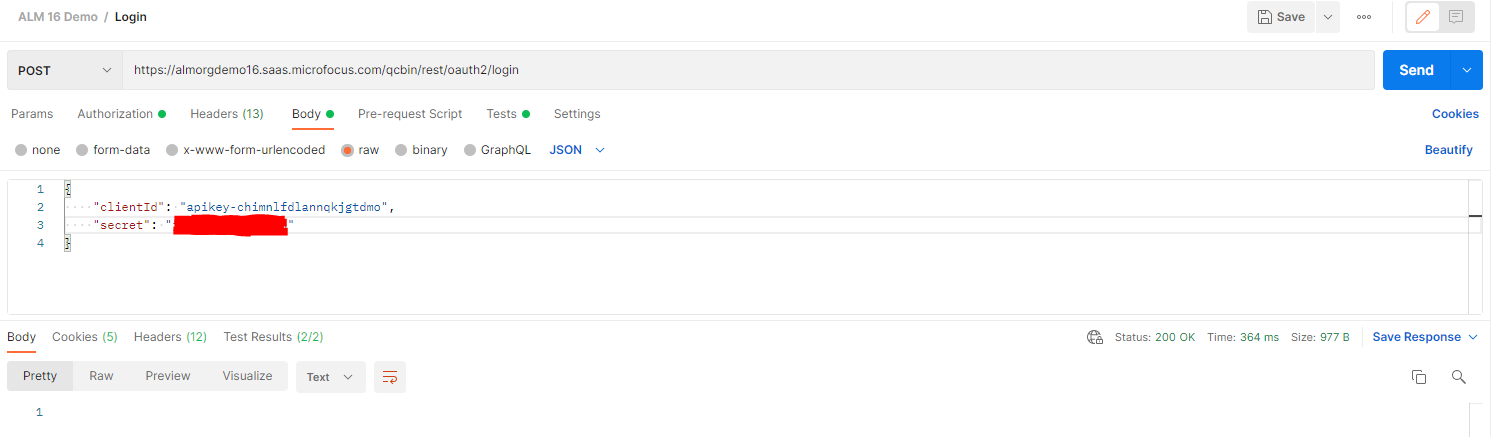 ALM 16 Demo / Login
Save
POST https://almorgdemo16.saas.microfocus.com/qcbin/rest/oauth2/login Send
Params Authorization Headers (13) Body Pre-request Script Tests Settings Cookies
none form-data x-www-form-urlencoded raw binary GraphQL JSON Beautify
1 {
2 "clientId": "apikey-chimnlfdlannqkjgtdmo",
3 "secret": " "
4 }
Body Cookies (5) Headers (12) Test Results (2/2) Status: 200 OK Time: 364 ms Size: 977 B Save Response
Pretty Raw Preview Visualize Text
1